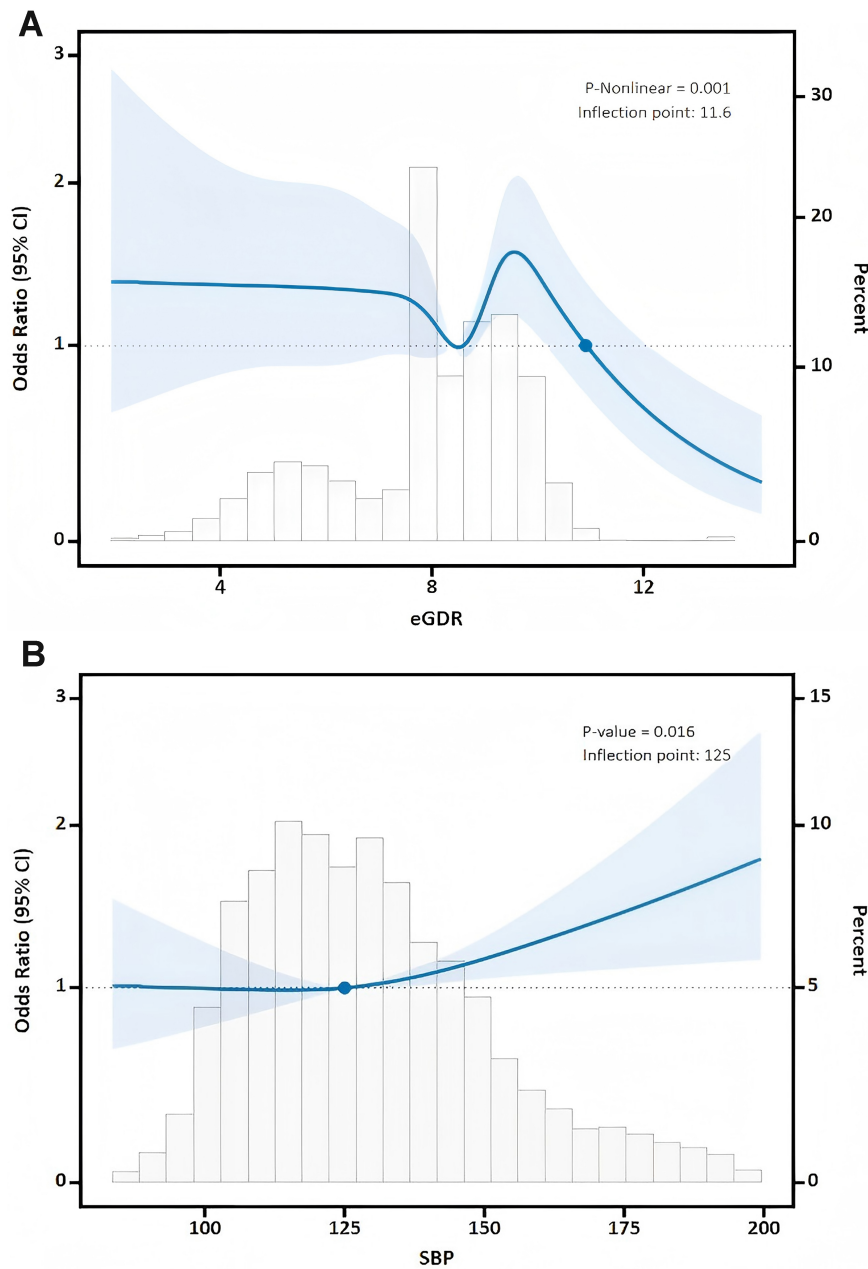 A
P-Nonlinear = 0.001
Inflection point: 11.6
Odds Ratio (95% CI)
3
2
1
0
30
20
10
0
Percent
4 8 12
eGDR
B
P-value = 0.016
Inflection point: 125
Odds Ratio (95% CI)
3
2
1
0
15
10
5
0
Percent
100 125 150 175 200
SBP